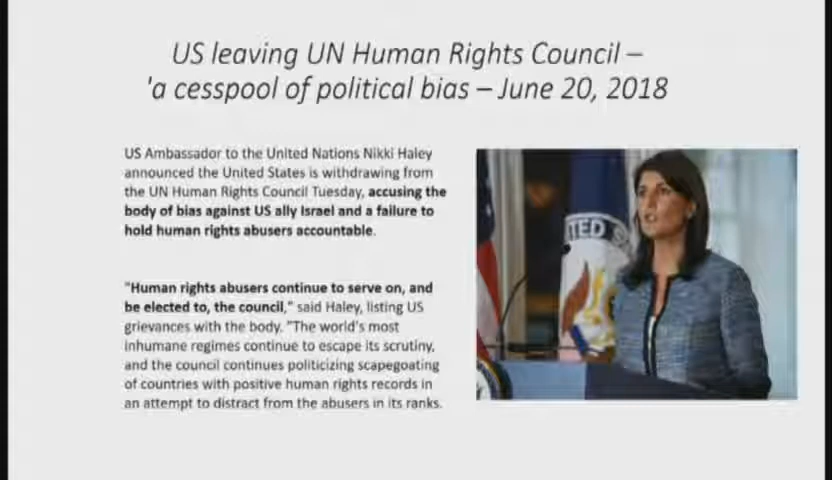 US leaving UN Human Rights Council –
'a cesspool of political bias – June 20, 2018
US Ambassador to the United Nations Nikki Haley
announced the United States is withdrawing from
the UN Human Rights Council Tuesday, accusing the
body of bias against US ally Israel and a failure to
hold human rights abusers accountable.
"Human rights abusers continue to serve on, and
be elected to, the council," said Haley, listing US
grievances with the body. "The world's most
inhumane regimes continue to escape its scrutiny,
and the council continues politicizing scapegoating
of countries with positive human rights records in
an attempt to distract from the abusers in its ranks.
TED S